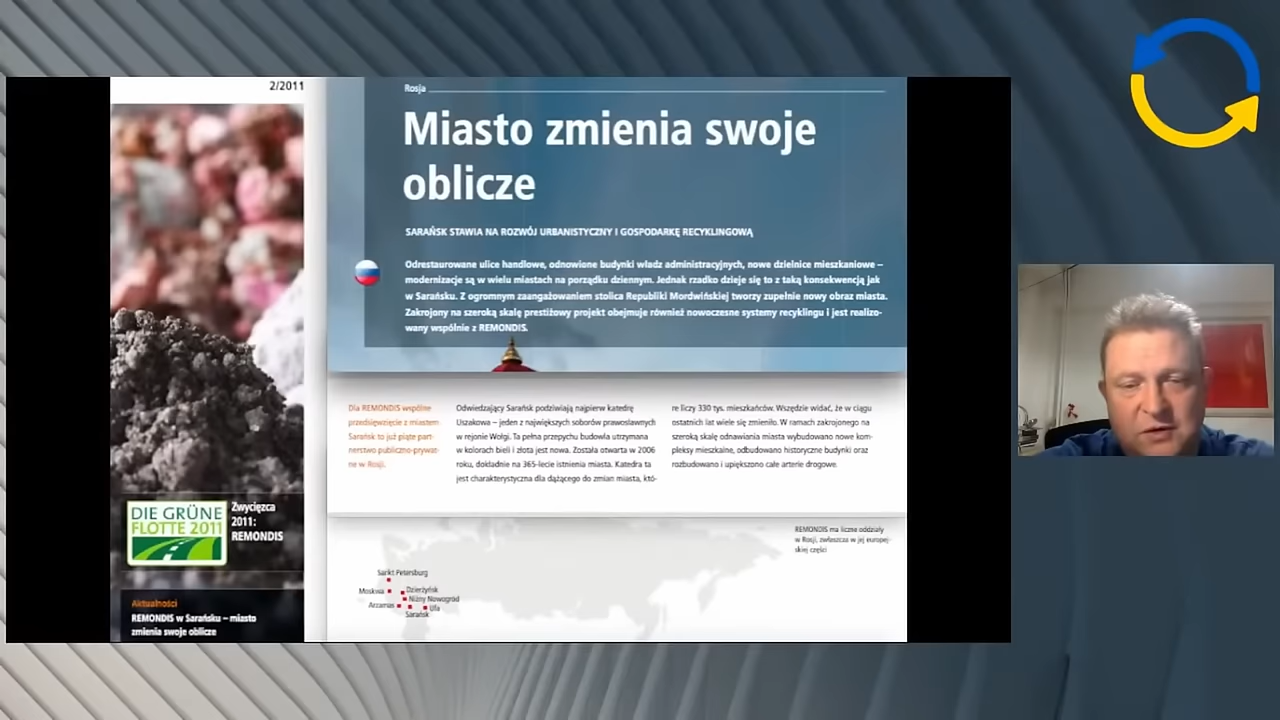 2/2011
DIE GRÜNE
FLOTTE 2011
Zwycięzca
2011:
REMONDIS
Aktualności
REMONDIS w Sarańsku – miasto
zmienia swoje oblicze
Rosja
Miasto zmienia swoje
oblicze
SARAŃSK STAWIA NA ROZWÓJ URBANISTYCZNY I GOSPODARKĘ RECYKLINGOWĄ
Odrestaurowane ulice handlowe, odnowione budynki władz administracyjnych, nowe dzielnice mieszkaniowe –
modernizacje są w wielu miastach na porządku dziennym. Jednak rzadko dzieje się to z taką konsekwencją jak
w Sarańsku. Z ogromnym zaangażowaniem stolica Republiki Mordwińskiej tworzy zupełnie nowy obraz miasta.
Zakrojony na szeroką skalę prestiżowy projekt obejmuje również nowoczesne systemy recyklingu i jest realizo-
wany wspólnie z REMONDIS.
Dla REMONDIS wspólne
przedsięwzięcie z miastem
Sarańsk to już piąte part-
nerstwo publiczno-prywat-
ne w Rosji.
Odwiedzający Sarańsk podziwiają najpierw katedrę
Uszakowa – jeden z największych soborów prawosławnych
w rejonie Wołgi. Ta pełna przepychu budowla utrzymana
w kolorach bieli i złota jest nowa. Została otwarta w 2006
roku, dokładnie na 365-lecie istnienia miasta. Katedra ta
jest charakterystyczna dla dążącego do zmian miasta, któ-
re liczy 330 tys. mieszkańców. Wszędzie widać, że w ciągu
ostatnich lat wiele się zmieniło. W ramach zakrojonego na
szeroką skalę odnawiania miasta wybudowano nowe kom-
pleksy mieszkalne, odbudowano historyczne budynki oraz
rozbudowano i upiększono całe arterie drogowe.
REMONDIS ma liczne oddziały
w Rosji, zwłaszcza w jej europej-
skiej części
Sankt Petersburg
Moskwa
Dzierżyńsk
Niżny Nowogród
Arzamas
Ufa
Sarańsk